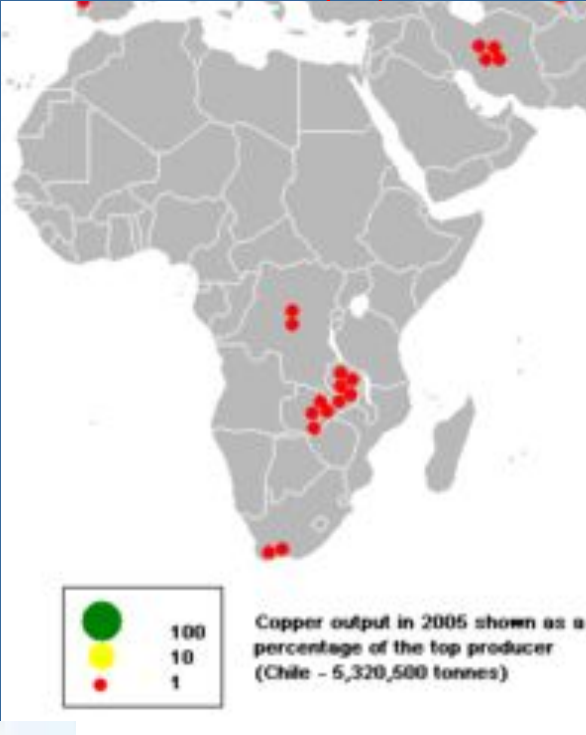 100
10
1
Copper output in 2005 shown as a
percentage of the top producer
(Chile - 5,320,500 tonnes)